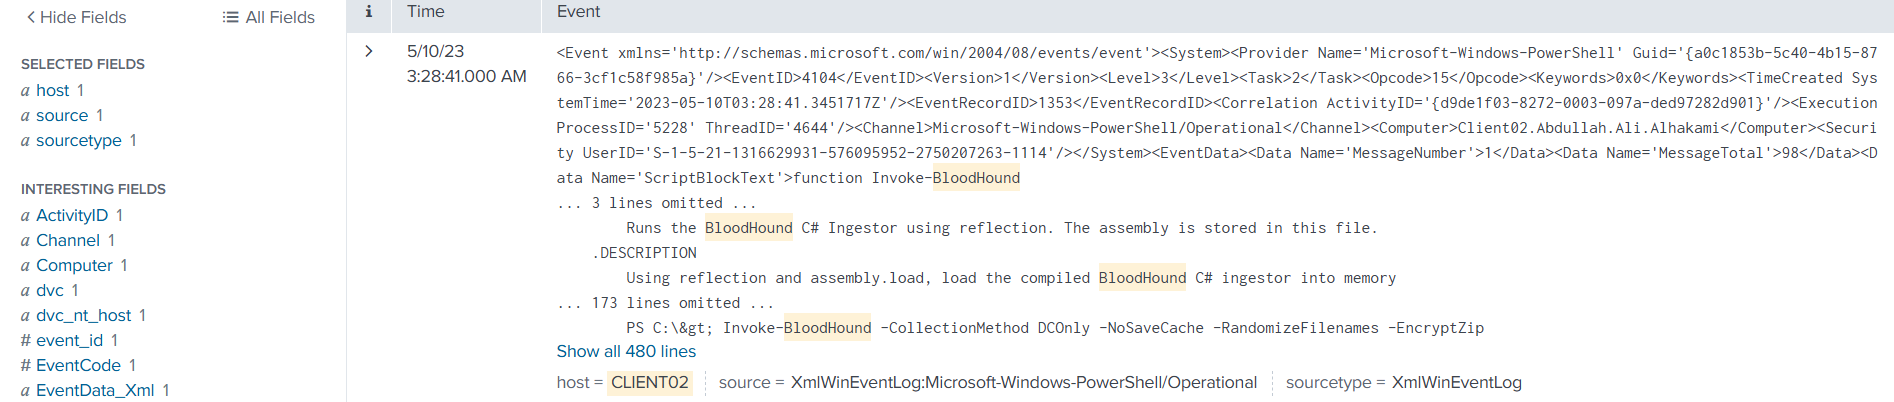 Hide Fields
All Fields
SELECTED FIELDS
a host 1
a source 1
a sourcetype 1
INTERESTING FIELDS
a ActivityID 1
a Channel 1
a Computer 1
a dvc 1
a dvc_nt_host 1
# event_id 1
# EventCode 1
a EventData_Xml 1
i Time Event
5/10/23
3:28:41.000 AM
<Event xmlns='http://schemas.microsoft.com/win/2004/08/events/event'><System><Provider Name='Microsoft-Windows-PowerShell' Guid='{a0c1853b-5c40-4b15-87
66-3cf1c58f985a}'/><EventID>4104</EventID><Version>1</Version><Level>3</Level><Task>2</Task><Opcode>15</Opcode><Keywords>0x0</Keywords><TimeCreated Sys
temTime='2023-05-10T03:28:41.3451717Z'/><EventRecordID>1353</EventRecordID><Correlation ActivityID='{d9de1f03-8272-0003-097a-ded97282d901}'/><Execution
ProcessID='5228' ThreadID='4644'/><Channel>Microsoft-Windows-PowerShell/Operational</Channel><Computer>Client02.Abdullah.Ali.Alhakami</Computer><Securi
ty UserID='S-1-5-21-1316629931-576095952-2750207263-1114'/></System><EventData><Data Name='MessageNumber'>1</Data><Data Name='MessageTotal'>98</Data><D
ata Name='ScriptBlockText'>function Invoke-BloodHound
... 3 lines omitted ...
Runs the BloodHound C# Ingestor using reflection. The assembly is stored in this file.
.DESCRIPTION
Using reflection and assembly.load, load the compiled BloodHound C# ingestor into memory
... 173 lines omitted ...
PS C:\&gt; Invoke-BloodHound -CollectionMethod DCOnly -NoSaveCache -RandomizeFilenames -EncryptZip
Show all 480 lines
host = CLIENT02 source = XmlWinEventLog:Microsoft-Windows-PowerShell/Operational sourcetype = XmlWinEventLog